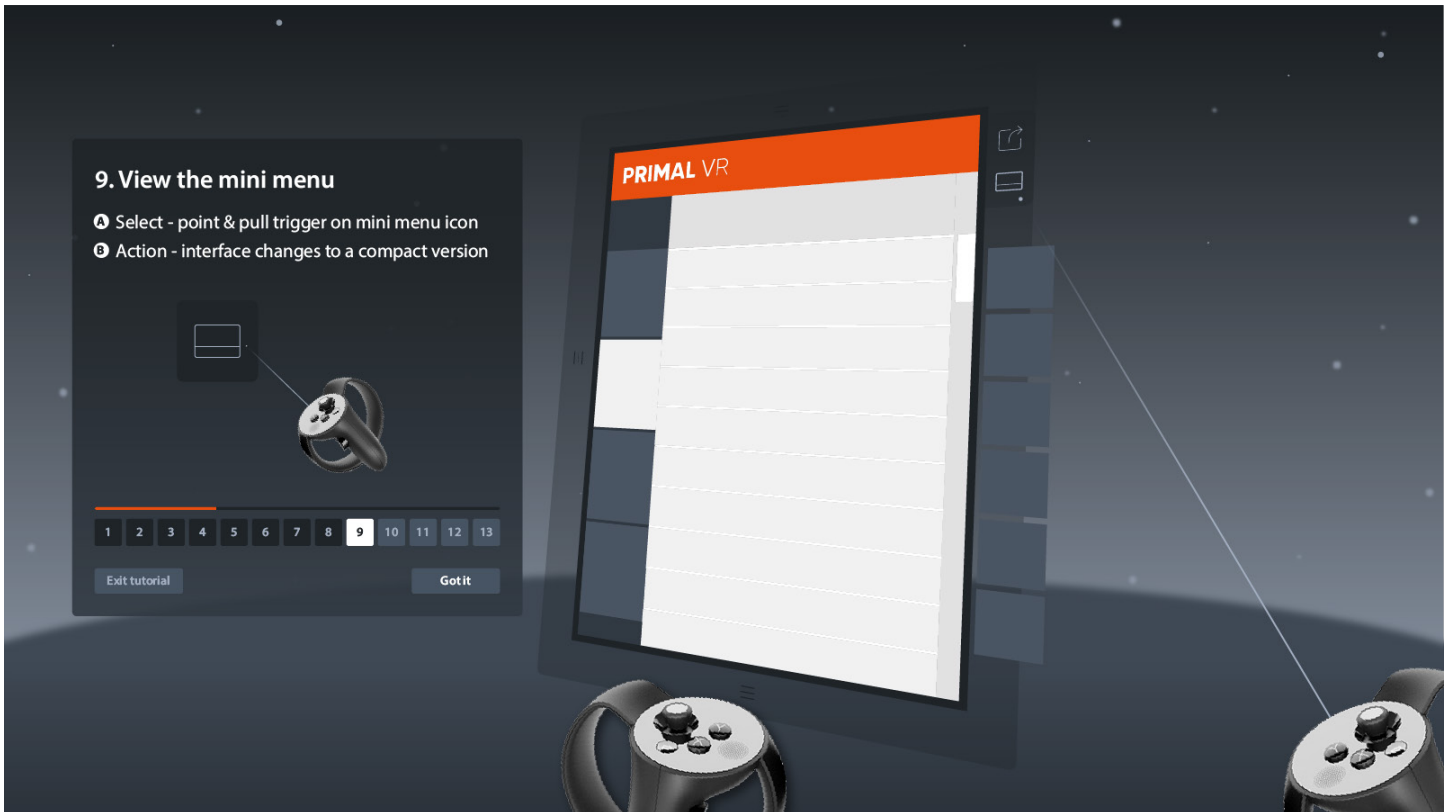 9. View the mini menu
A Select - point & pull trigger on mini menu icon
B Action - interface changes to a compact version
1 2 3 4 5 6 7 8 9 10 11 12 13
Exit tutorial Got it
PRIMAL VR